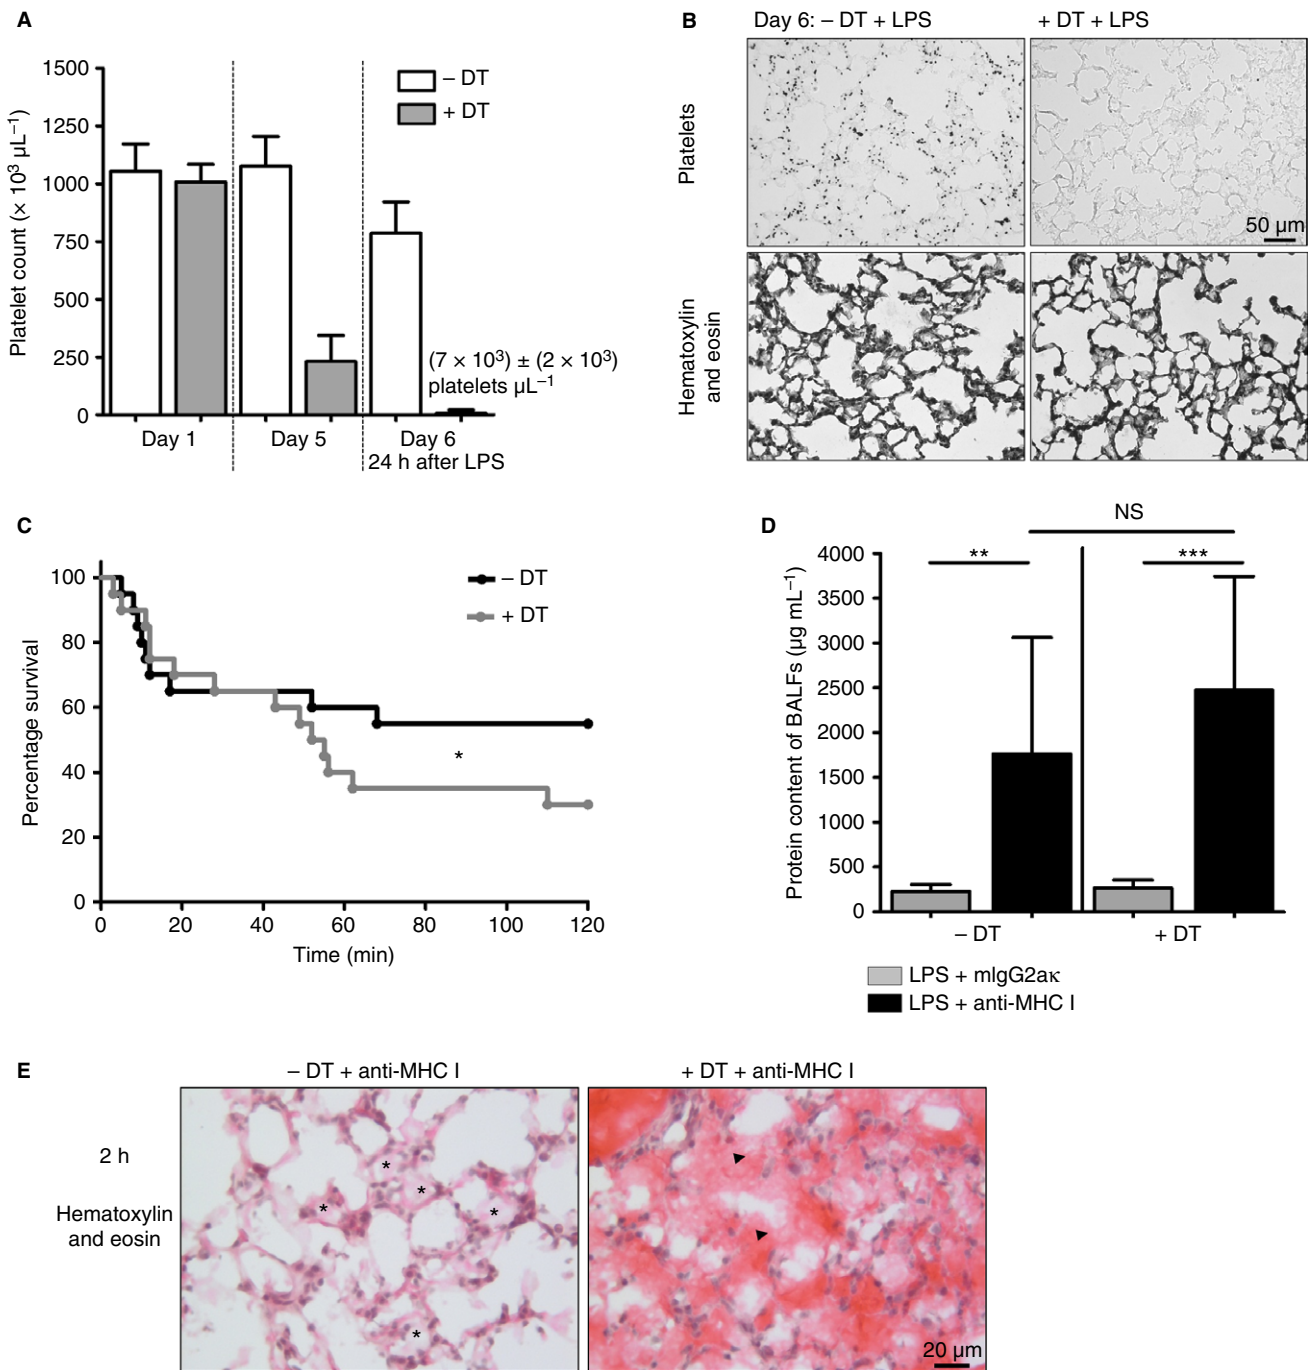 A
Platelet count (× 10³ µL⁻¹)
1500
1250
1000
750
500
250
0
– DT
+ DT
(7 × 10³) ± (2 × 10³)
platelets µL⁻¹
Day 1
Day 5
Day 6
24 h after LPS
B
Day 6: – DT + LPS
+ DT + LPS
Platelets
50 µm
Hematoxylin
and eosin
C
Percentage survival
100
80
60
40
20
0
– DT
+ DT
*
0 20 40 60 80 100 120
Time (min)
D
Protein content of BALFs (µg mL⁻¹)
NS
**
***
4000
3500
3000
2500
2000
1500
1000
500
0
– DT
+ DT
LPS + mIgG2aκ
LPS + anti-MHC I
E
– DT + anti-MHC I
+ DT + anti-MHC I
2 h
Hematoxylin
and eosin
*
*
*
*
*
20 µm